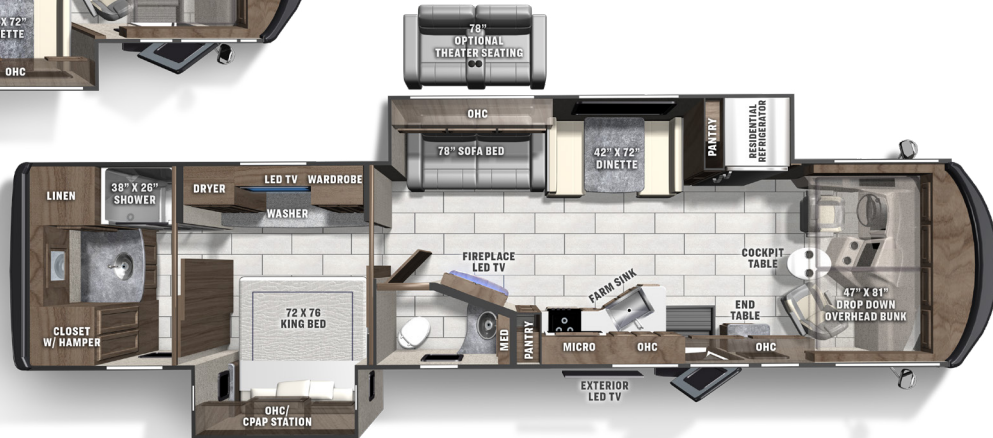 X 72"
ETTE
OHC
78"
OPTIONAL
THEATER SEATING
OHC
78" SOFA BED
42" X 72"
DINETTE
PANTRY
RESIDENTIAL
REFRIGERATOR
LINEN
38" X 26"
SHOWER
DRYER
LED TV
WARDROBE
WASHER
FIREPLACE
LED TV
COCKPIT
TABLE
FARM SINK
72 X 76
KING BED
END
TABLE
47" X 81"
DROP DOWN
OVERHEAD BUNK
CLOSET
W/ HAMPER
MED
PANTRY
MICRO
OHC
OHC
EXTERIOR
LED TV
OHC/
CPAP STATION